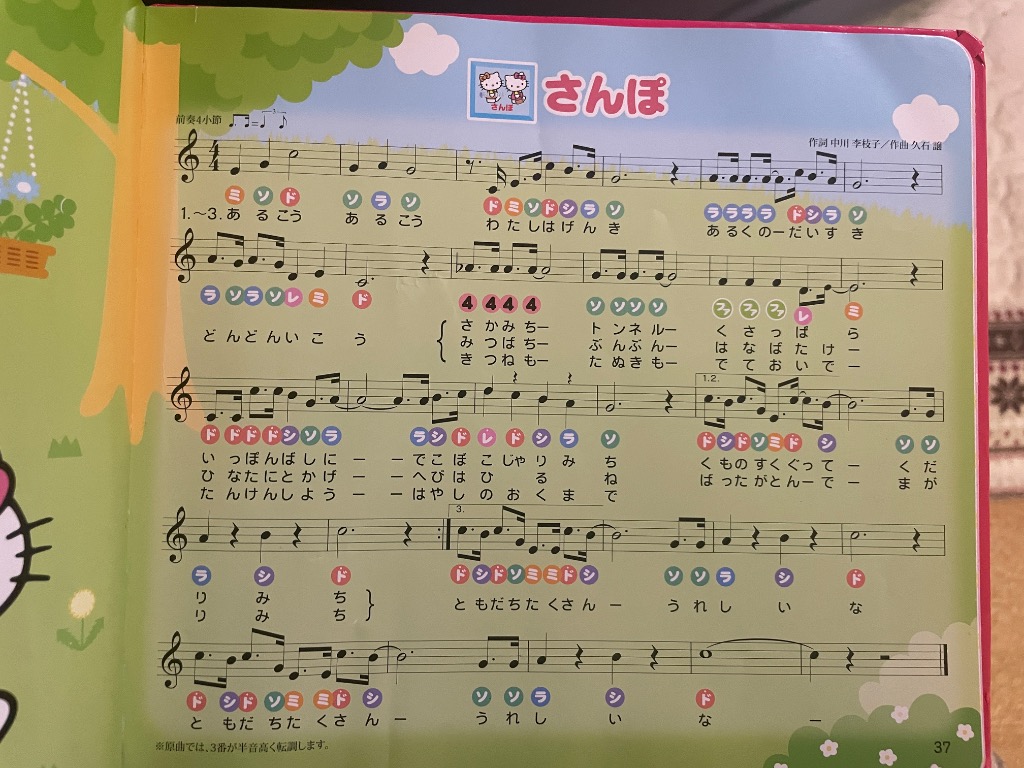 さんぽ
さんぽ
前奏4小節
作詞 中川 李枝子/作曲 久石 譲
ミ ソ ド ソ ラ ソ ド ミ ソ ド シ ラ ソ ラ ラ ラ ラ ド シ ラ ソ
1.〜3.あるこう あるこう わたしはげんき あるくのーだいすき
ラ ソ ラ ソ レ ミ ド 4 4 4 4 ソ ソ ソ ソ ファ ファ ファ レ ミ
どんどんいこう
さかみちー トンネルー くさっぱら
みつばちー ぶんぶんー はなばたけー
きつねもー たぬきもー でておいでー
1.2.
ド ド ド ド シ ソ ラ ラ シ ド レ ド シ ラ ソ ド シ ド ソ ミ ド シ ソ ソ
いっぽんばしにーーでこぼこじゃりみち くものすくぐってー くだ
ひなたにとかげーーへびはひるね ばったがとんーでー まが
たんけんしようーーはやしのおくまで
3.
ラ シ ド ド シ ド ソ ミ ミ ド シ ソ ソ ラ シ ド
りみち
りみち
ともだちたくさんー うれしいな
ド シ ド ソ ミ ミ ド シ ソ ソ ラ シ ド
ともだちたくさんー うれしいなー
※原曲では、3番が半音高く転調します。
37